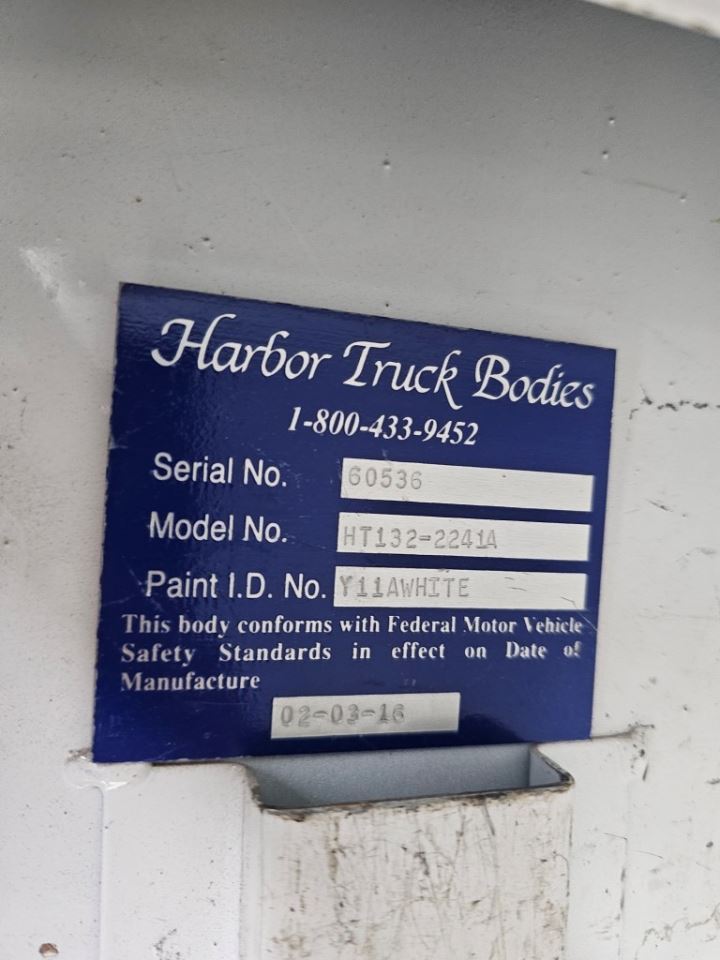 Harbor Truck Bodies
1-800-433-9452
Serial No. 60536
Model No. HT132-2241A
Paint I.D. No. Y11AWHITE
This body conforms with Federal Motor Vehicle
Safety Standards in effect on Date of
Manufacture
02-03-16